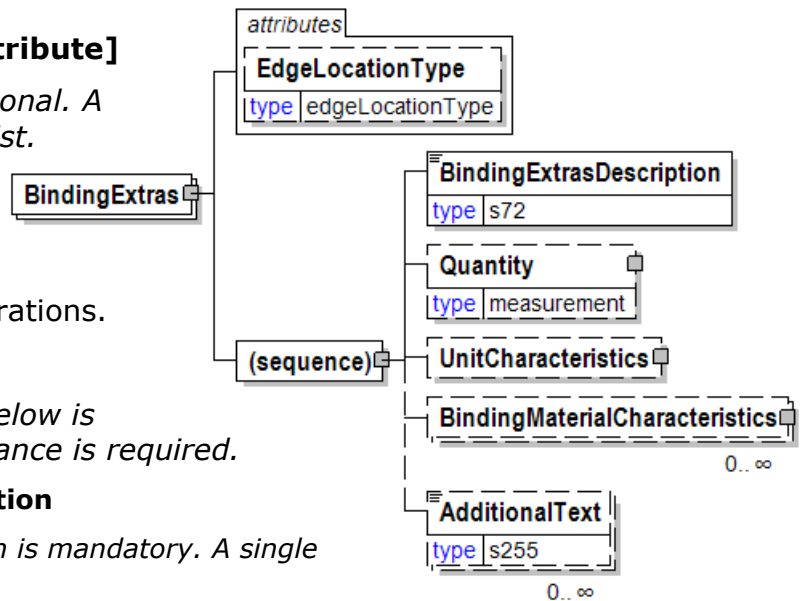 tribute]
onal. A
st.
rations.
elow is
ance is required.
tion
n is mandatory. A single
attributes
EdgeLocationType
type edgeLocationType
BindingExtras
(sequence)
BindingExtrasDescription
type s72
Quantity
type measurement
UnitCharacteristics
BindingMaterialCharacteristics
0.. ∞
AdditionalText
type s255
0.. ∞